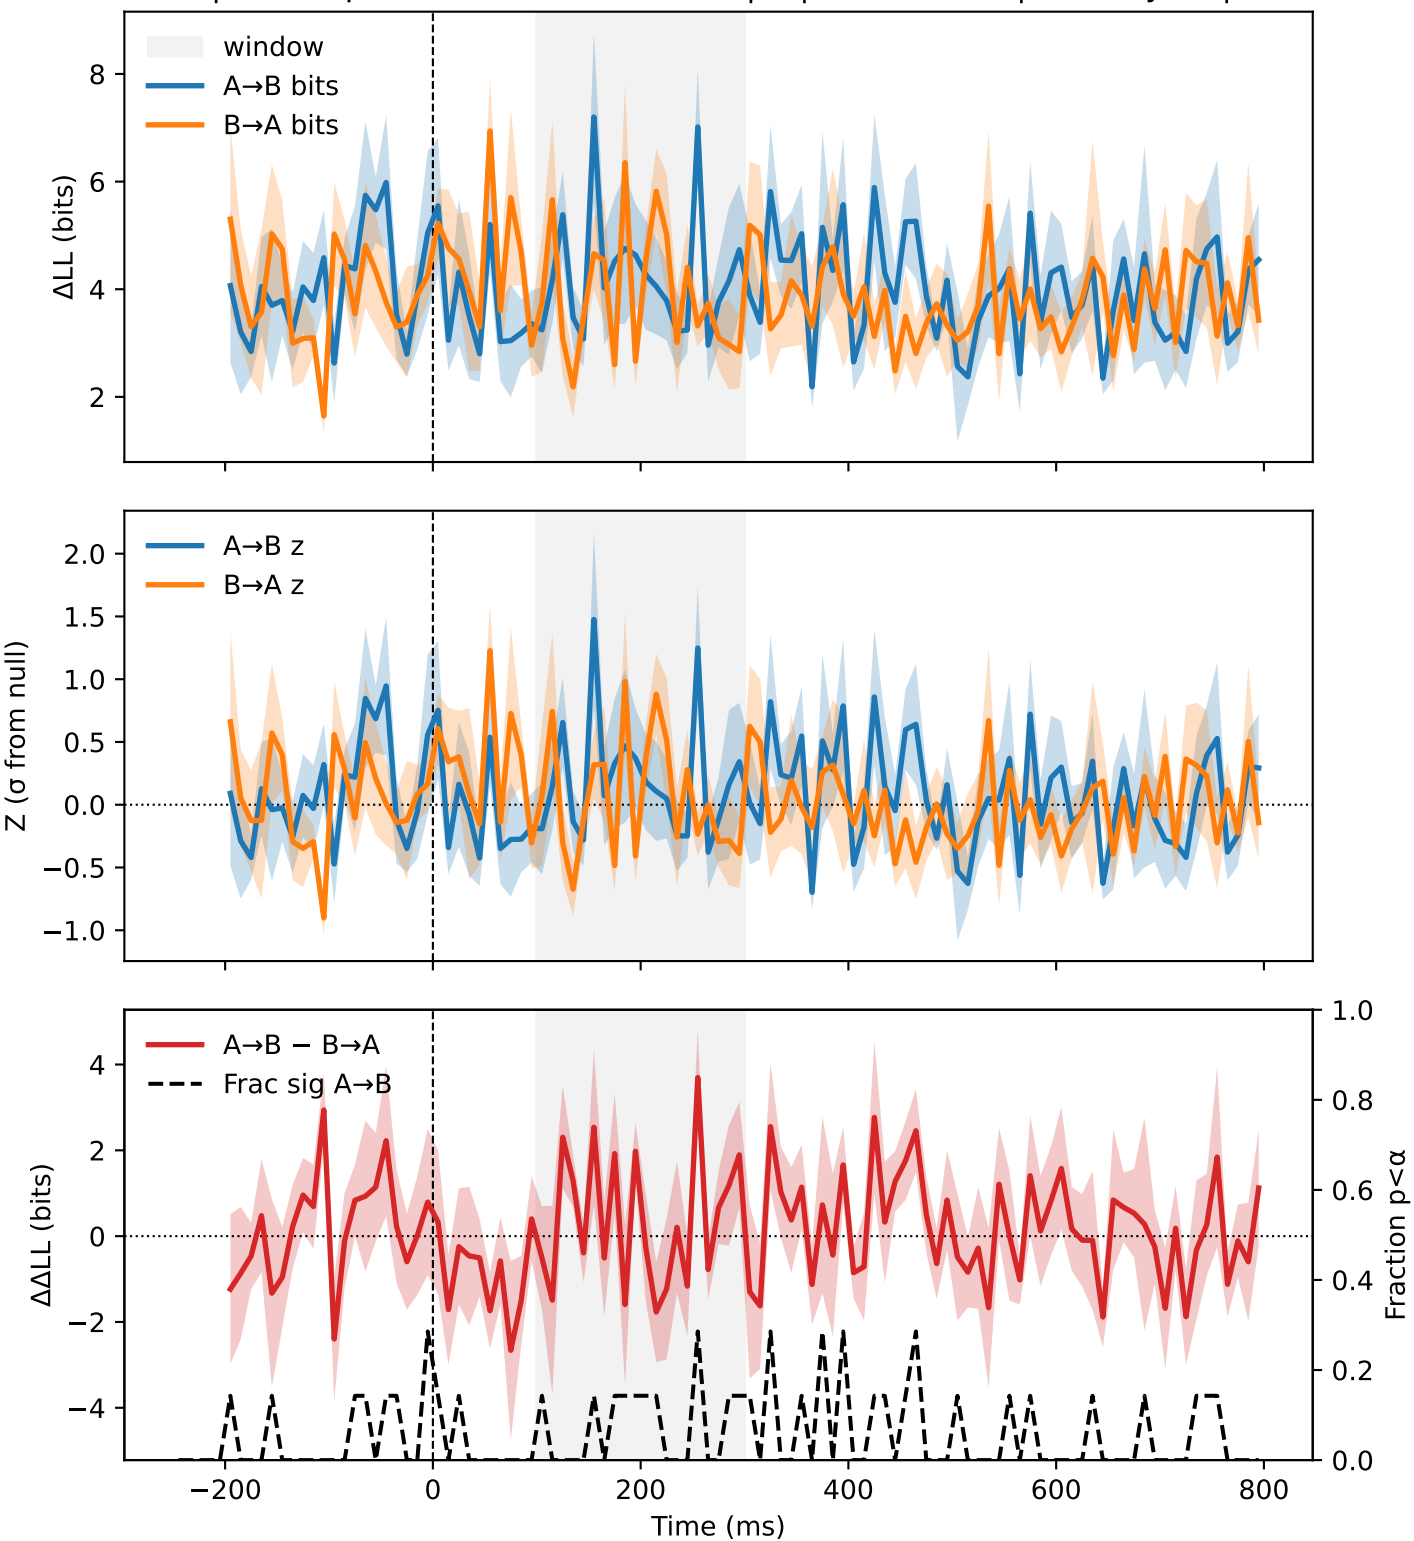 window
A→B bits
B→A bits
ΔLL (bits)
8
6
4
2
A→B z
B→A z
Z (σ from null)
2.0
1.5
1.0
0.5
0.0
−0.5
−1.0
A→B − B→A
Frac sig A→B
ΔΔLL (bits)
4
2
0
−2
−4
1.0
0.8
0.6
0.4
0.2
0.0
Fraction p<α
−200
0
200
400
600
800
Time (ms)